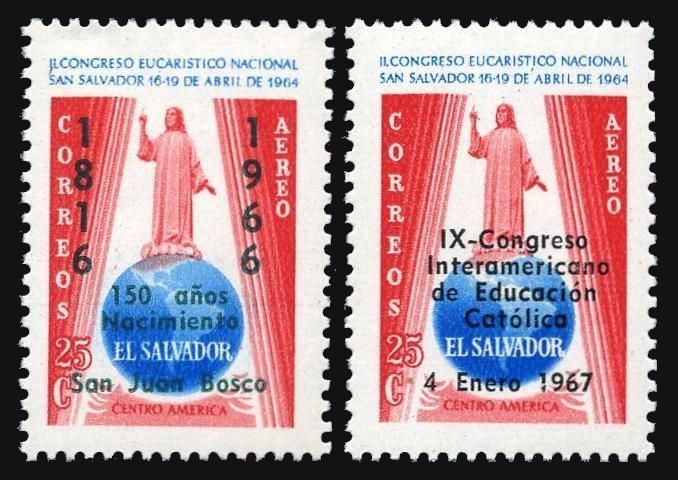 II. CONGRESO EUCARISTICO NACIONAL
SAN SALVADOR 16-19 DE ABRIL DE 1964
CORREOS
1816
1966
AEREO
150 años
Nacimiento
EL SALVADOR
25 C
San Juan Bosco
CENTRO AMERICA
II. CONGRESO EUCARISTICO NACIONAL
SAN SALVADOR 16-19 DE ABRIL DE 1964
CORREOS
AEREO
IX-Congreso
Interamericano
de Educación
Católica
EL SALVADOR
25 C
4 Enero 1967
CENTRO AMERICA